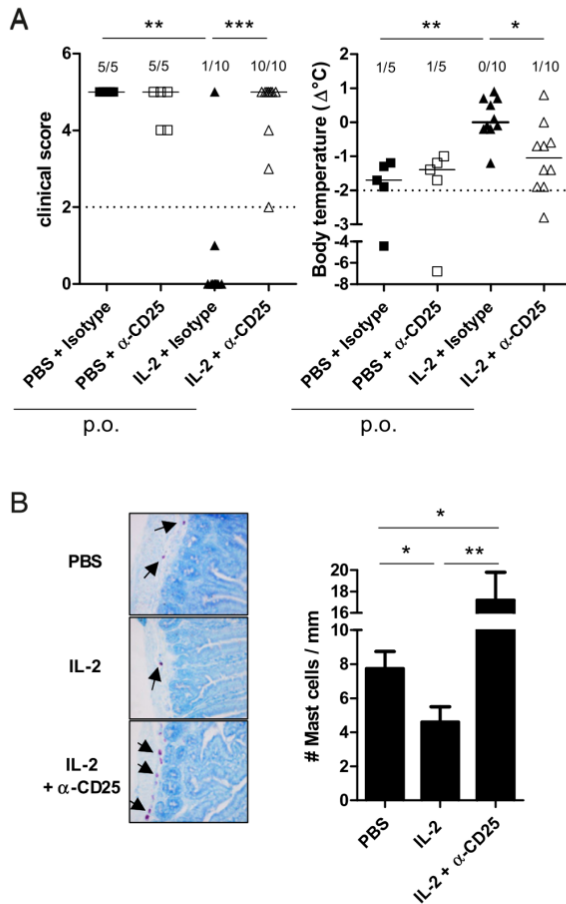 A
** ***
5/5 5/5 1/10 10/10
clinical score
6
4
2
0
PBS + Isotype
PBS + α-CD25
IL-2 + Isotype
IL-2 + α-CD25
p.o.
** *
1/5 1/5 0/10 1/10
Body temperature (Δ°C)
2
1
0
-1
-2
-3
-4
-6
-8
PBS + Isotype
PBS + α-CD25
IL-2 + Isotype
IL-2 + α-CD25
p.o.
B
PBS
IL-2
IL-2
+ α-CD25
*
* **
# Mast cells / mm
20
18
16
10
8
6
4
2
0
PBS
IL-2
IL-2 + α-CD25